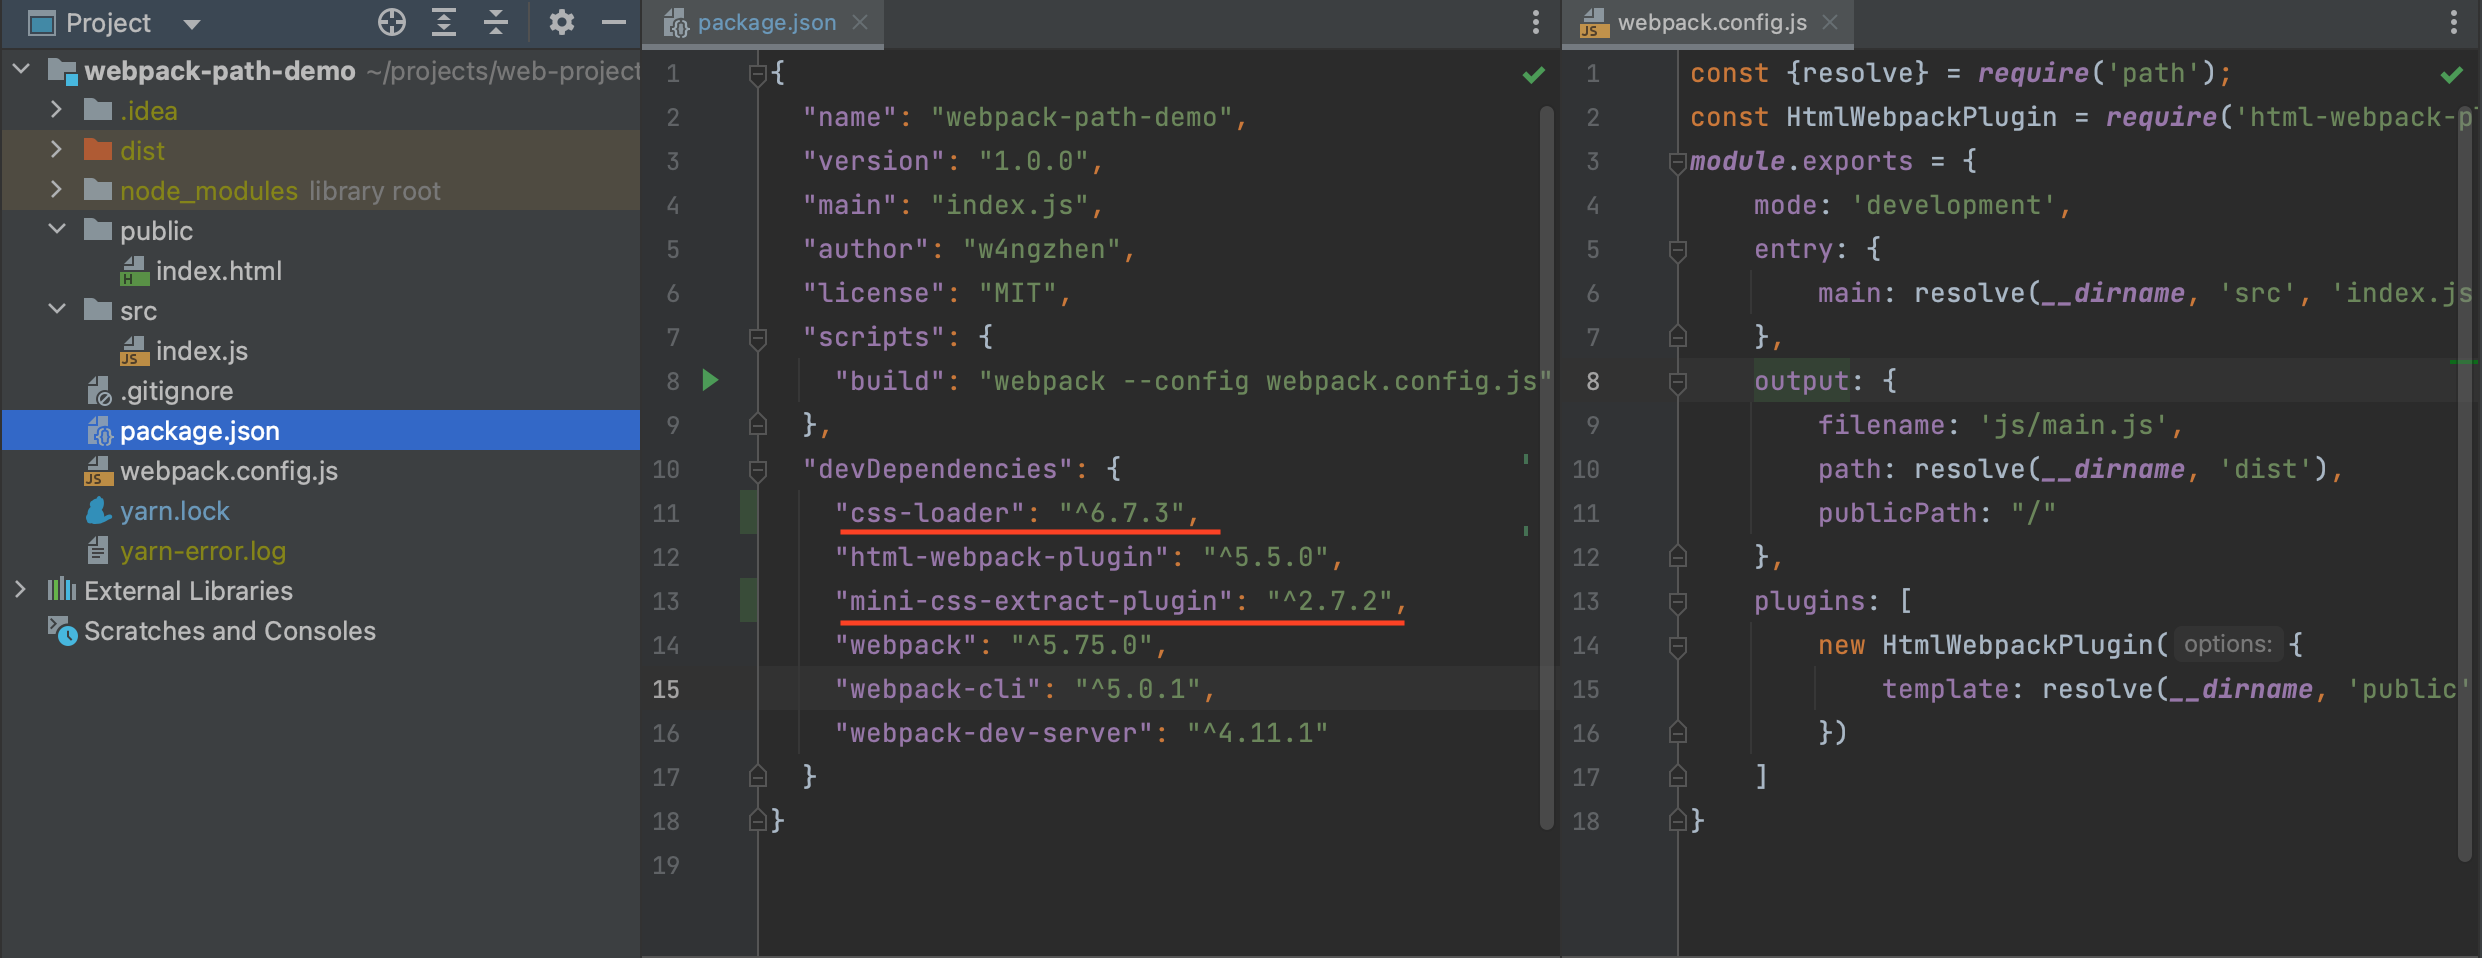 Project
webpack-path-demo ~/projects/web-project
.idea
dist
node_modules library root
public
index.html
src
index.js
.gitignore
package.json
webpack.config.js
yarn.lock
yarn-error.log
External Libraries
Scratches and Consoles
package.json
1 {
2 "name": "webpack-path-demo",
3 "version": "1.0.0",
4 "main": "index.js",
5 "author": "w4ngzhen",
6 "license": "MIT",
7 "scripts": {
8 "build": "webpack --config webpack.config.js"
9 },
10 "devDependencies": {
11 "css-loader": "^6.7.3",
12 "html-webpack-plugin": "^5.5.0",
13 "mini-css-extract-plugin": "^2.7.2",
14 "webpack": "^5.75.0",
15 "webpack-cli": "^5.0.1",
16 "webpack-dev-server": "^4.11.1"
17 }
18 }
19
webpack.config.js
1 const {resolve} = require('path');
2 const HtmlWebpackPlugin = require('html-webpack-p
3 module.exports = {
4 mode: 'development',
5 entry: {
6 main: resolve(__dirname, 'src', 'index.js
7 },
8 output: {
9 filename: 'js/main.js',
10 path: resolve(__dirname, 'dist'),
11 publicPath: "/"
12 },
13 plugins: [
14 new HtmlWebpackPlugin( options: {
15 template: resolve(__dirname, 'public'
16 })
17 ]
18 }